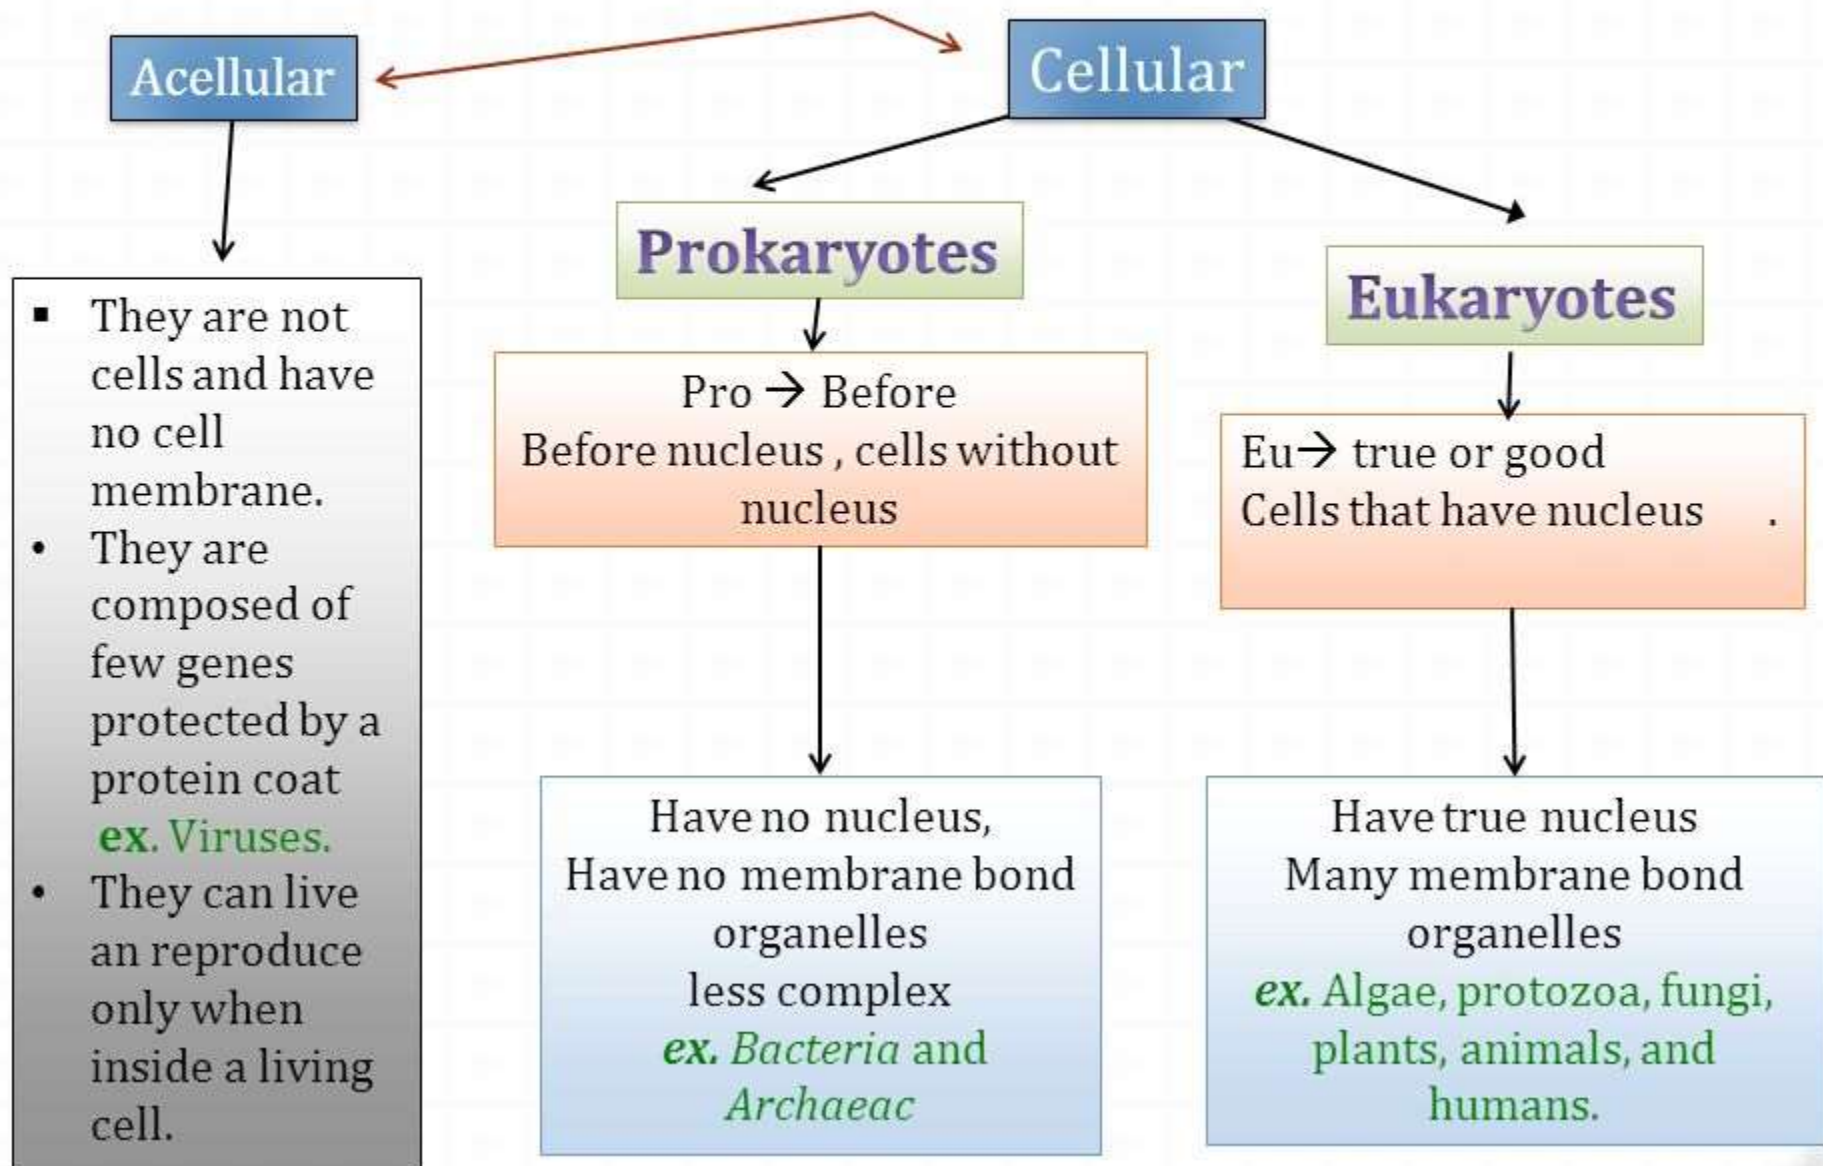 Acellular
Cellular
▪ They are not
cells and have
no cell
membrane.
• They are
composed of
few genes
protected by a
protein coat
ex. Viruses.
• They can live
an reproduce
only when
inside a living
cell.
Prokaryotes
Pro → Before
Before nucleus , cells without
nucleus
Have no nucleus,
Have no membrane bond
organelles
less complex
ex. Bacteria and
Archaeac
Eukaryotes
Eu→ true or good
Cells that have nucleus .
Have true nucleus
Many membrane bond
organelles
ex. Algae, protozoa, fungi,
plants, animals, and
humans.